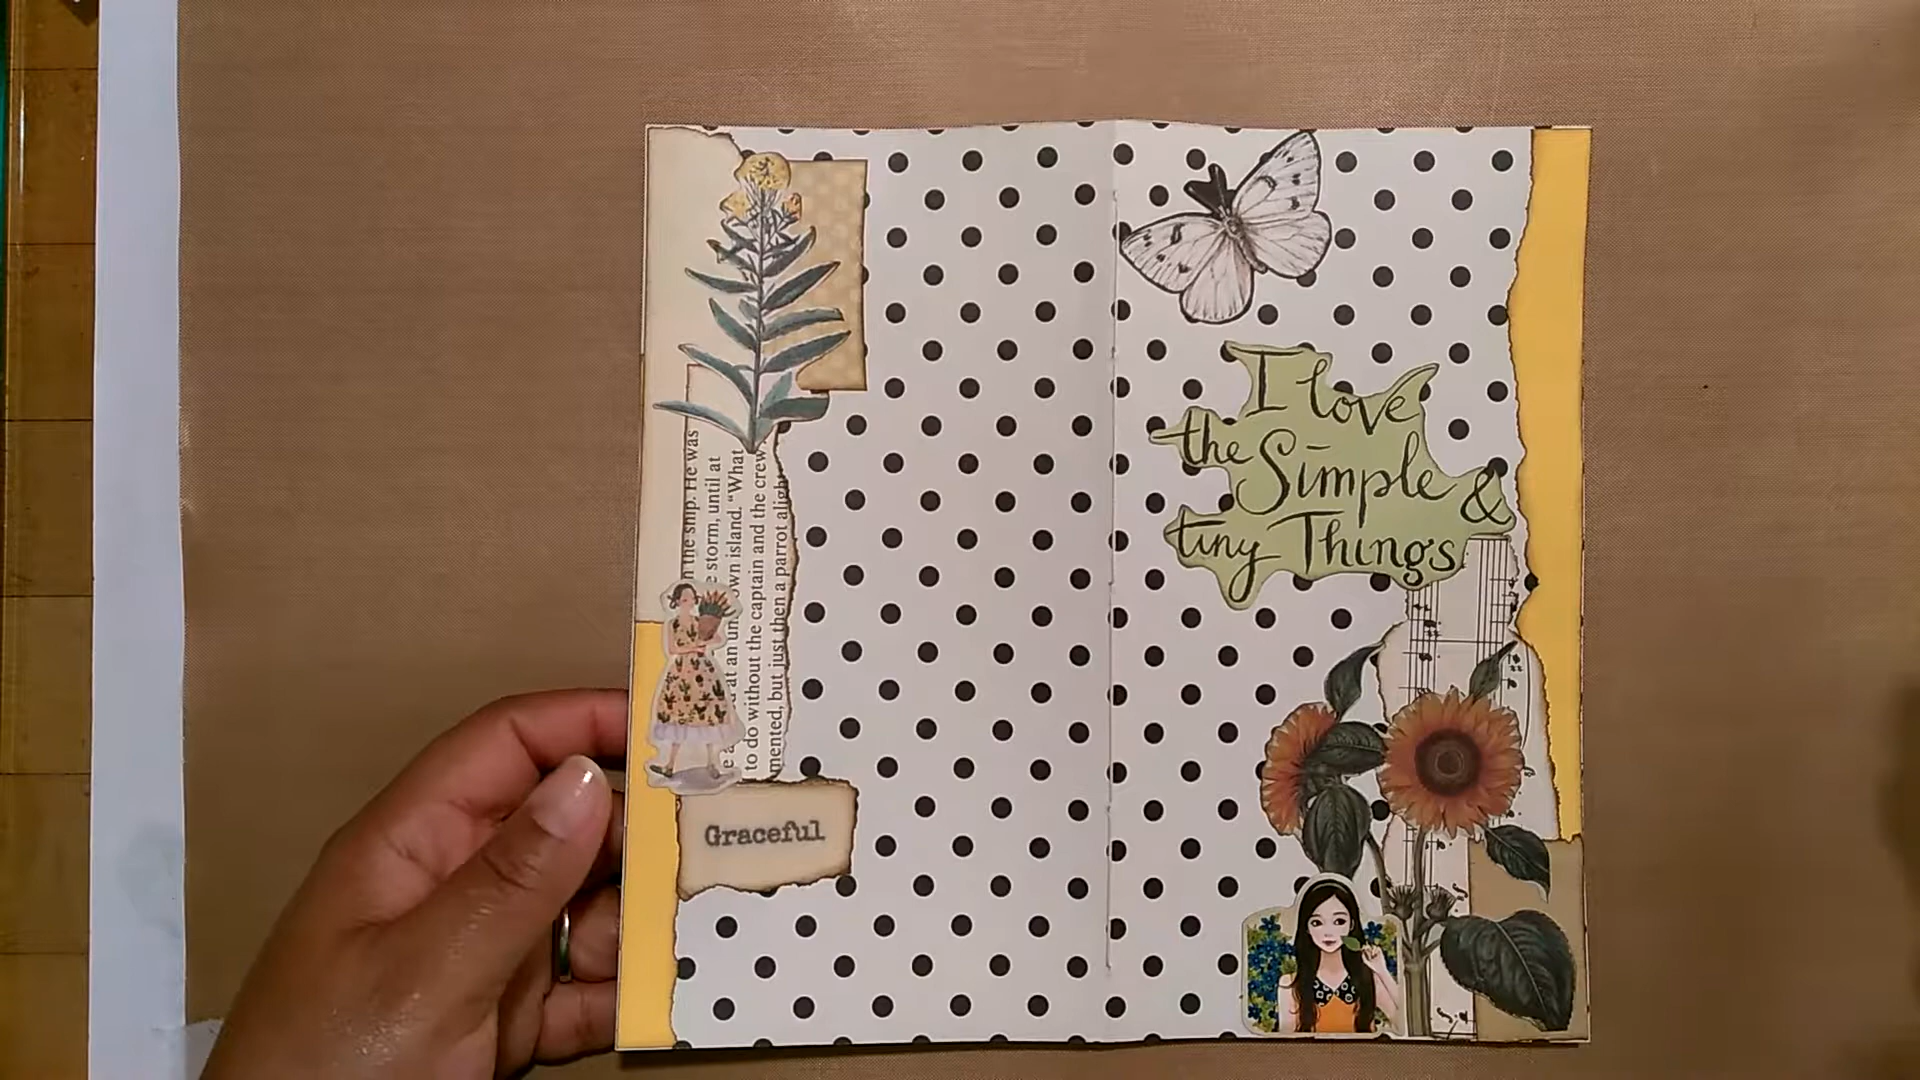 n the ship. He was
e storm, until at
at an un own island. "What
to do without the captain and the crew
mented, but just then a parrot aligh
Graceful
I love
the Simple &
tiny Things